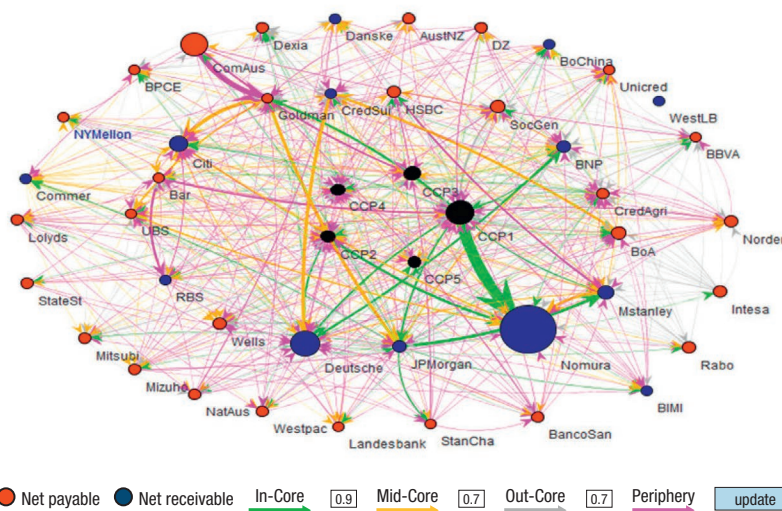 Danske
AustNZ
DZ
Dexia
BoChina
ComAus
Unicred
BPCE
Goldman
CredSui
HSBC
WestLB
SocGen
NYMellon
BBVA
Citi
BNP
CCP3
Commer
Bar
CCP4
CredAgri
Lolyds
UBS
CCP1
BoA
Norder
CCP2
CCP5
StateSt
RBS
Mstanley
Intesa
Wells
Mitsubi
Deutsche
JPMorgan
Nomura
Rabo
Mizuho
NatAus
BIMI
Westpac
Landesbank
StanCha
BancoSan
Net payable Net receivable In-Core 0.9 Mid-Core 0.7 Out-Core 0.7 Periphery update